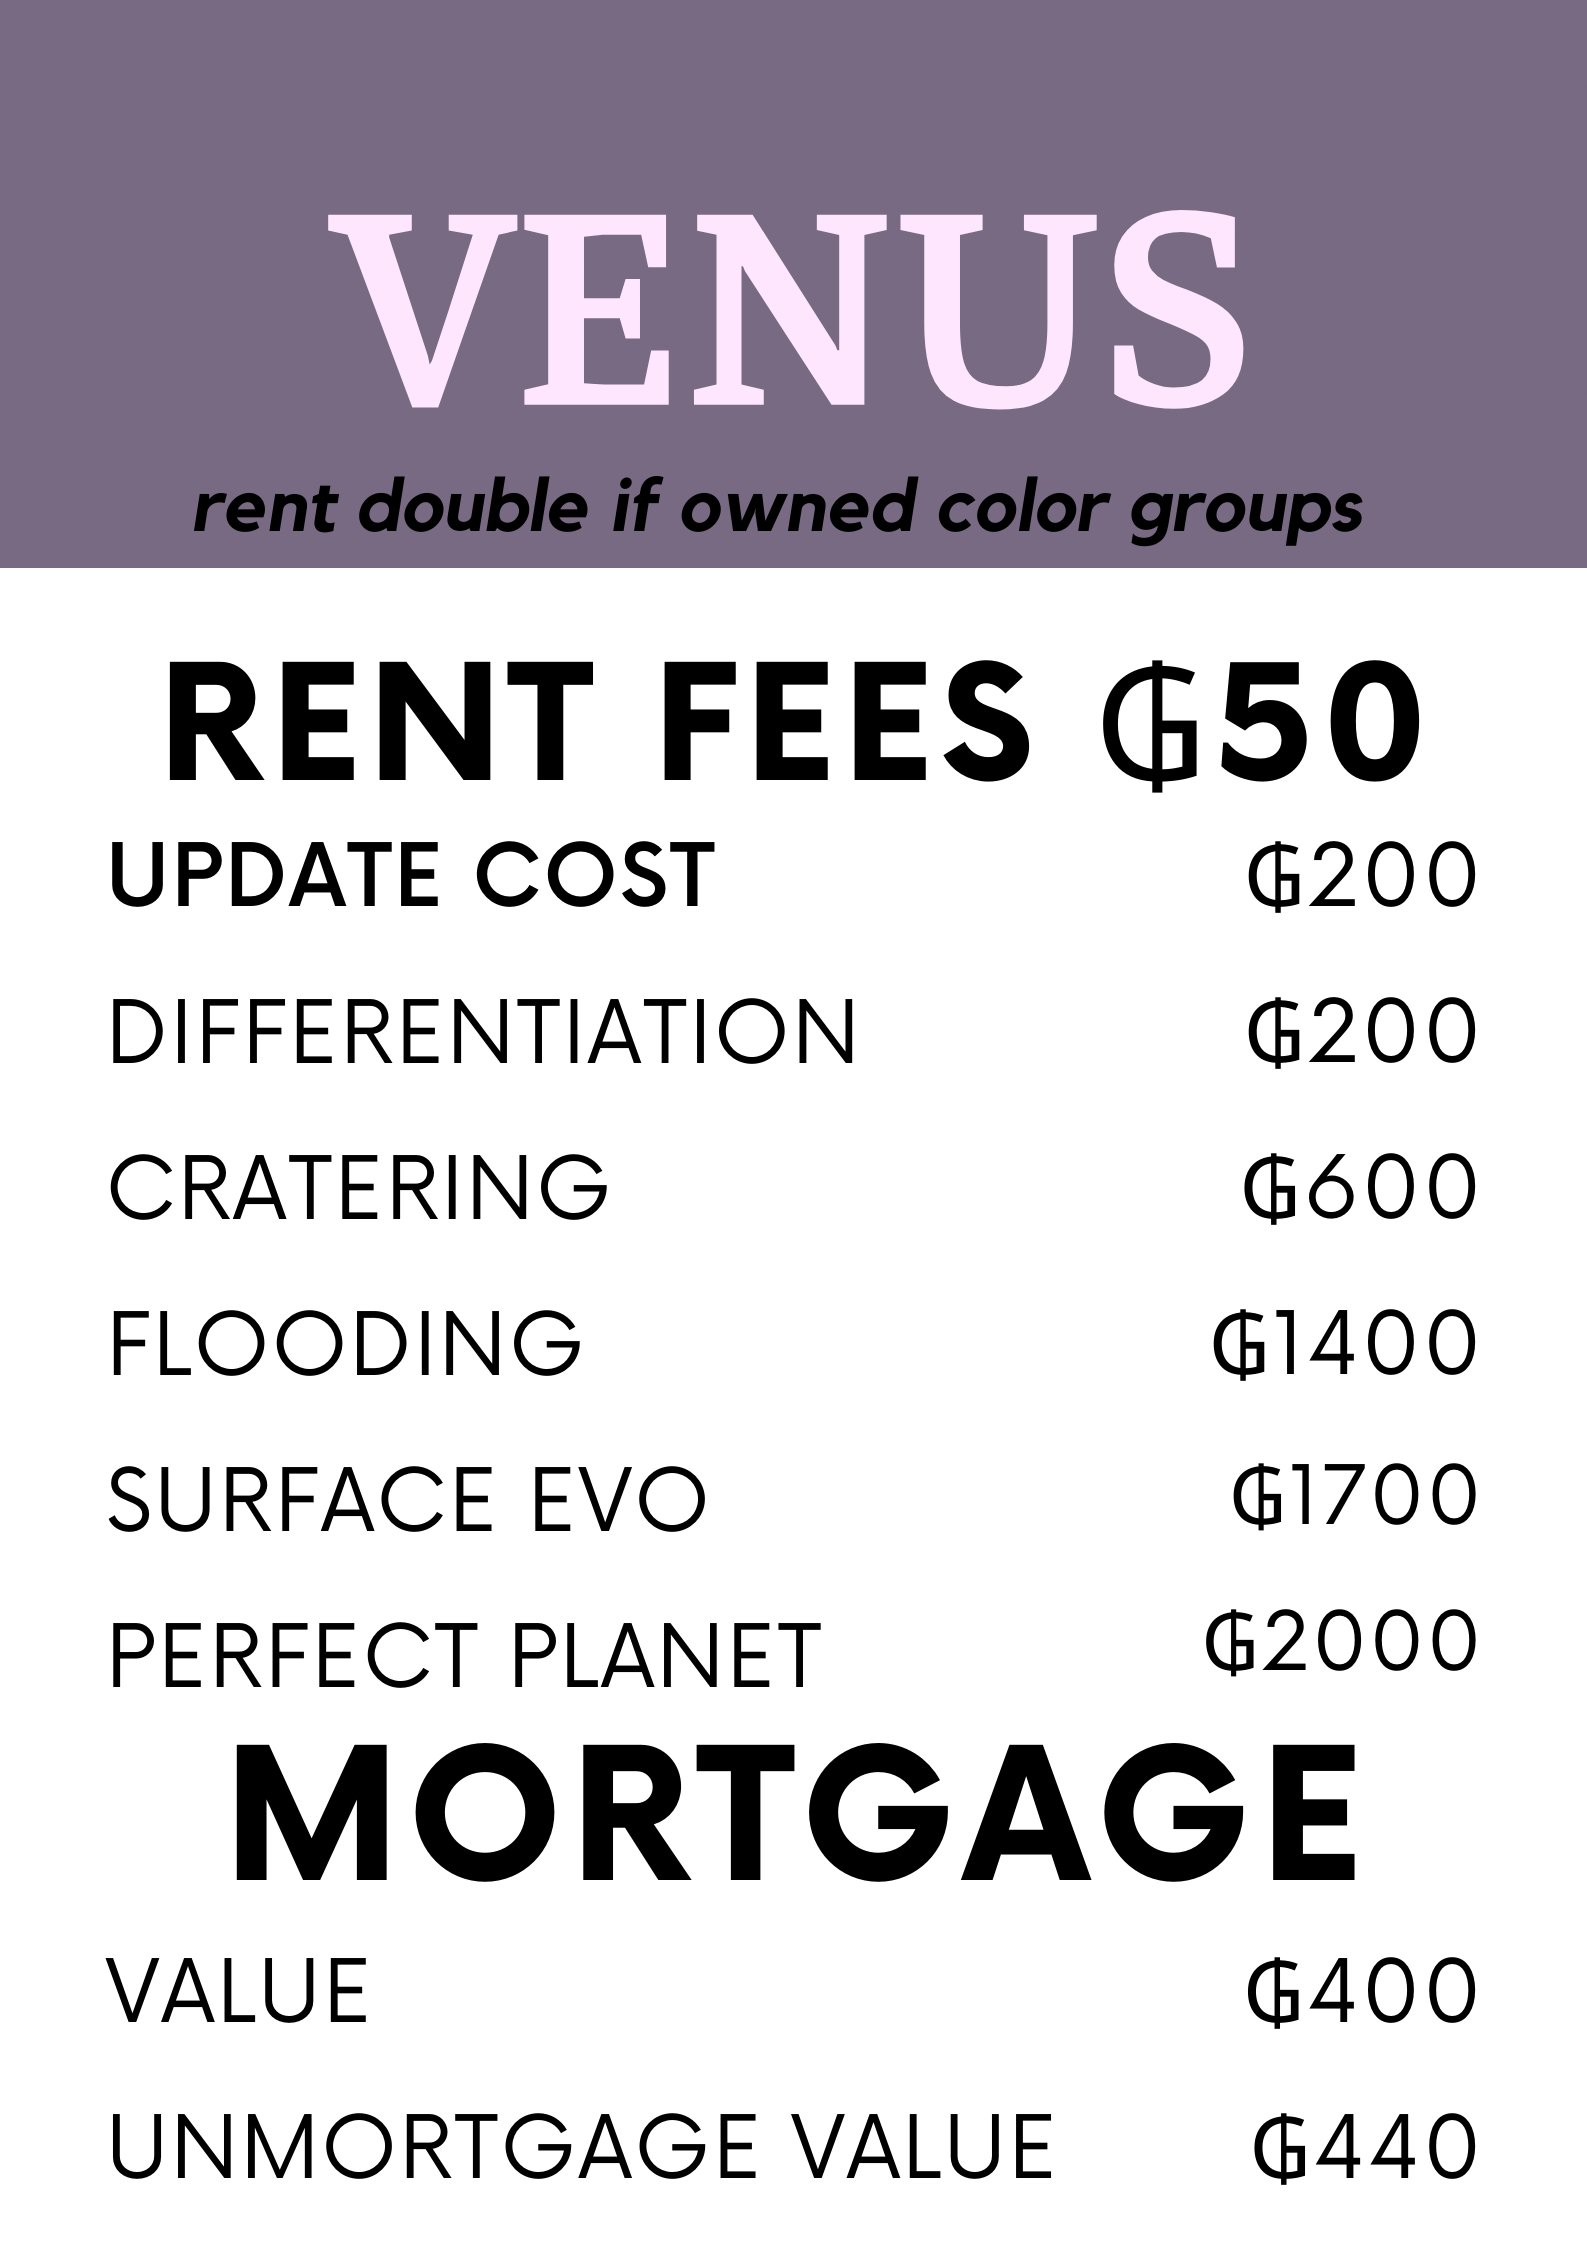 VENUS
rent double if owned color groups
RENT FEES ₲50
UPDATE COST ₲200
DIFFERENTIATION ₲200
CRATERING ₲600
FLOODING ₲1400
SURFACE EVO ₲1700
PERFECT PLANET ₲2000
MORTGAGE
VALUE ₲400
UNMORTGAGE VALUE ₲440